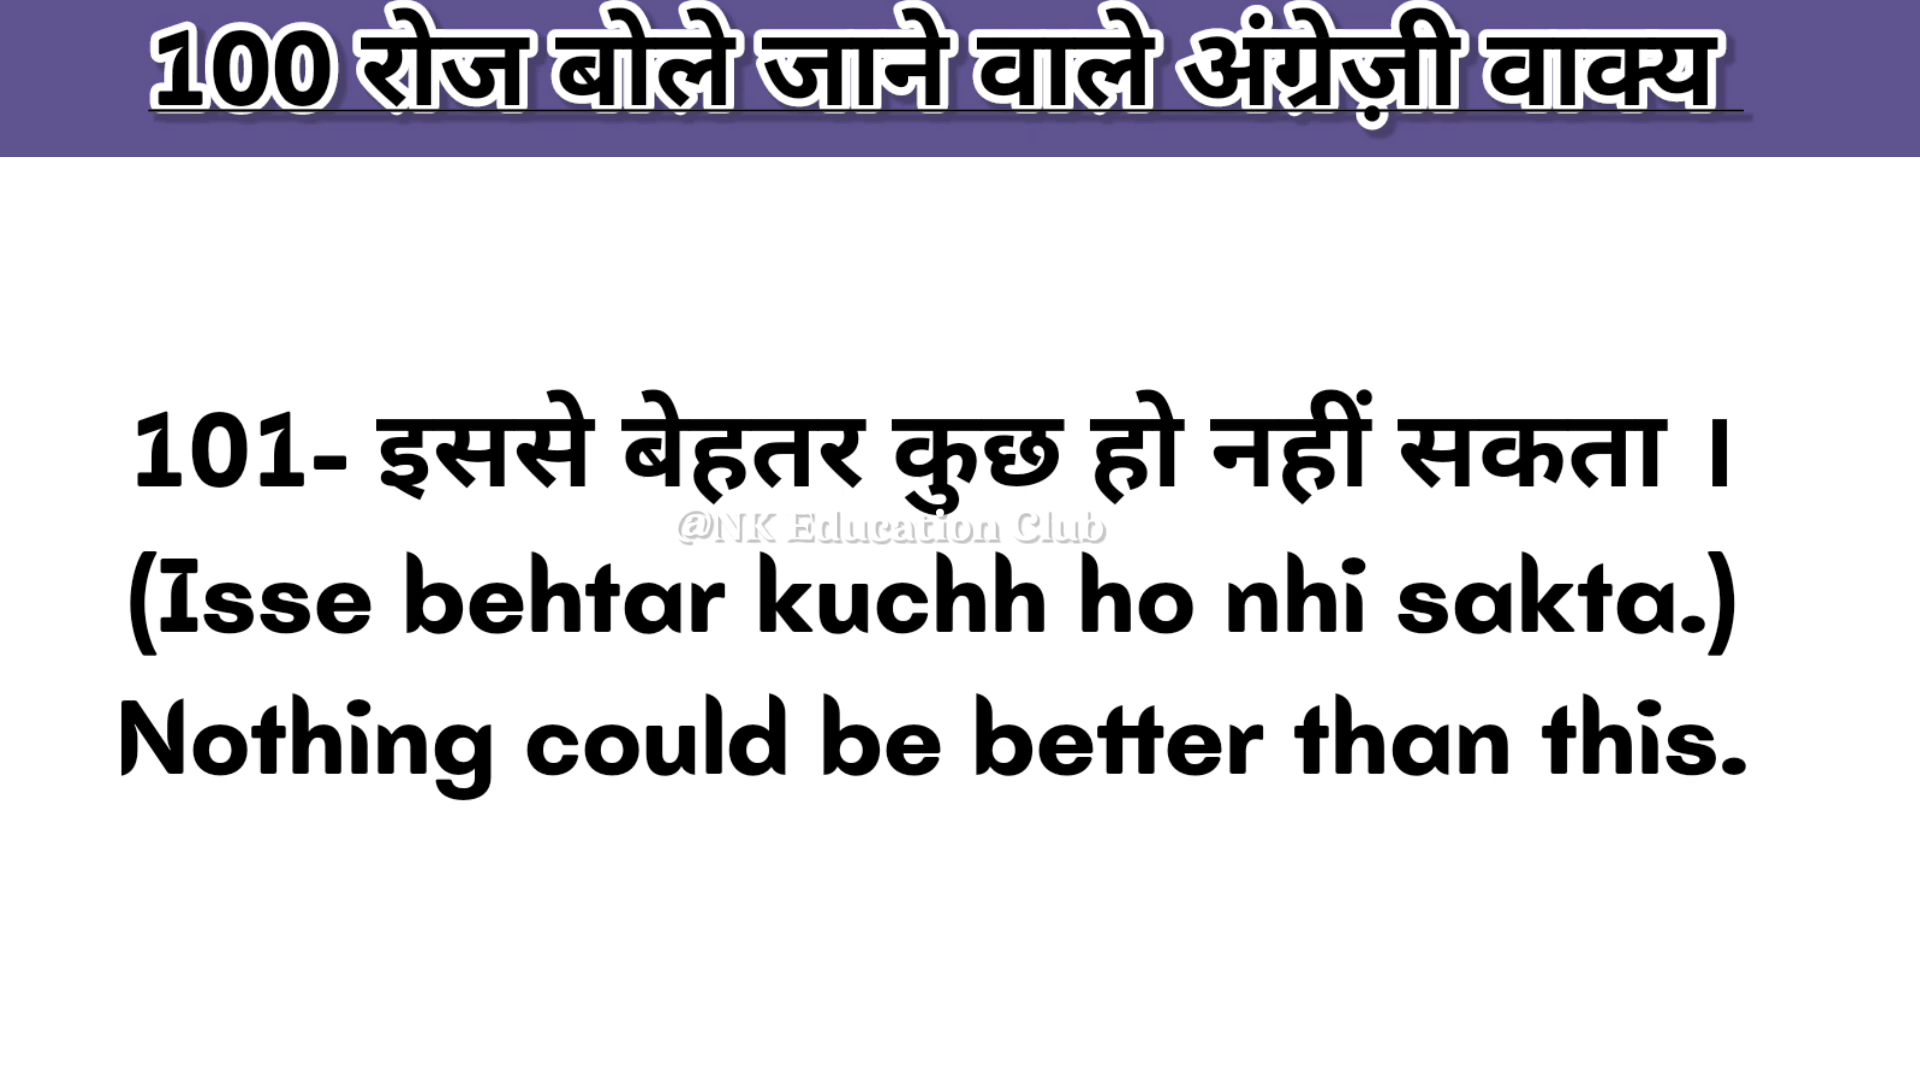 100 रोज बोले जाने वाले अंग्रेज़ी वाक्य
101- इससे बेहतर कुछ हो नहीं सकता ।
@NK Education Club
(Isse behtar kuchh ho nhi sakta.)
Nothing could be better than this.